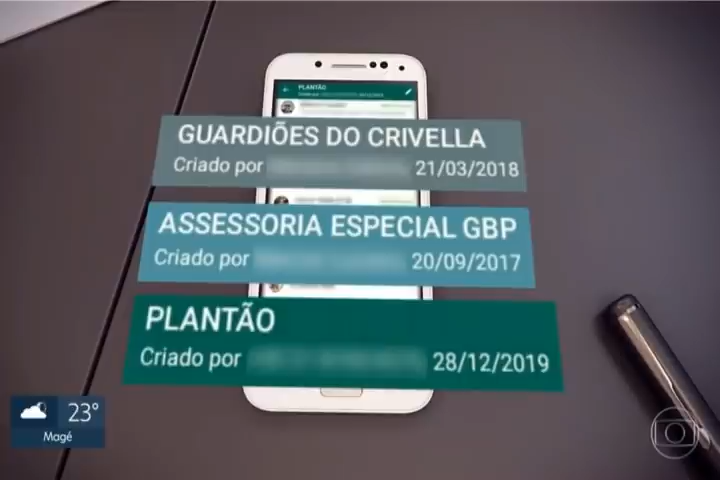 PLANTÃO
GUARDIÕES DO CRIVELLA
Criado por 21/03/2018
ASSESSORIA ESPECIAL GBP
Criado por 20/09/2017
PLANTÃO
Criado por 28/12/2019
23°
Magé